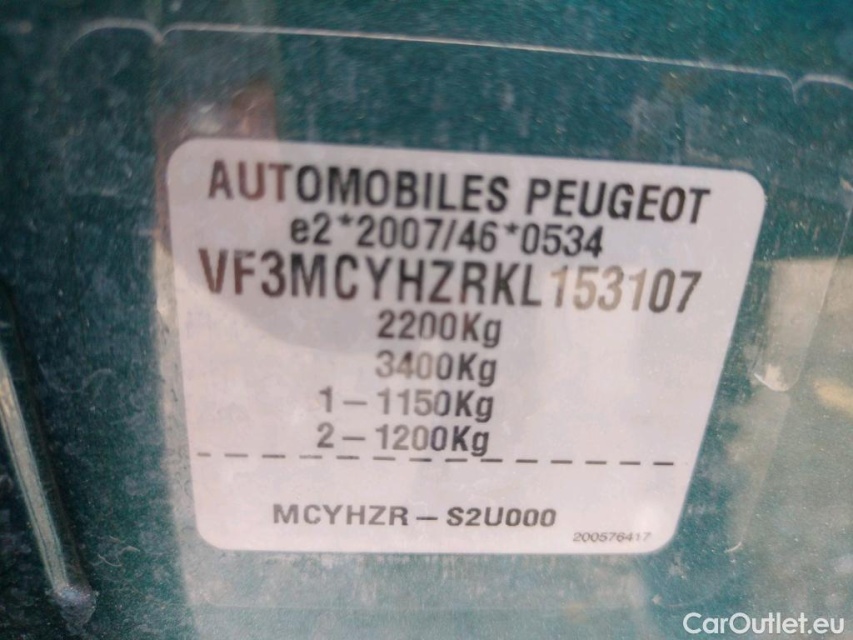 AUTOMOBILES PEUGEOT
e2*2007/46*0534
VF3MCYHZRKL153107
2200Kg
3400Kg
1-1150Kg
2-1200Kg
MCYHZR-S2U000
200576417
CarOutlet.eu